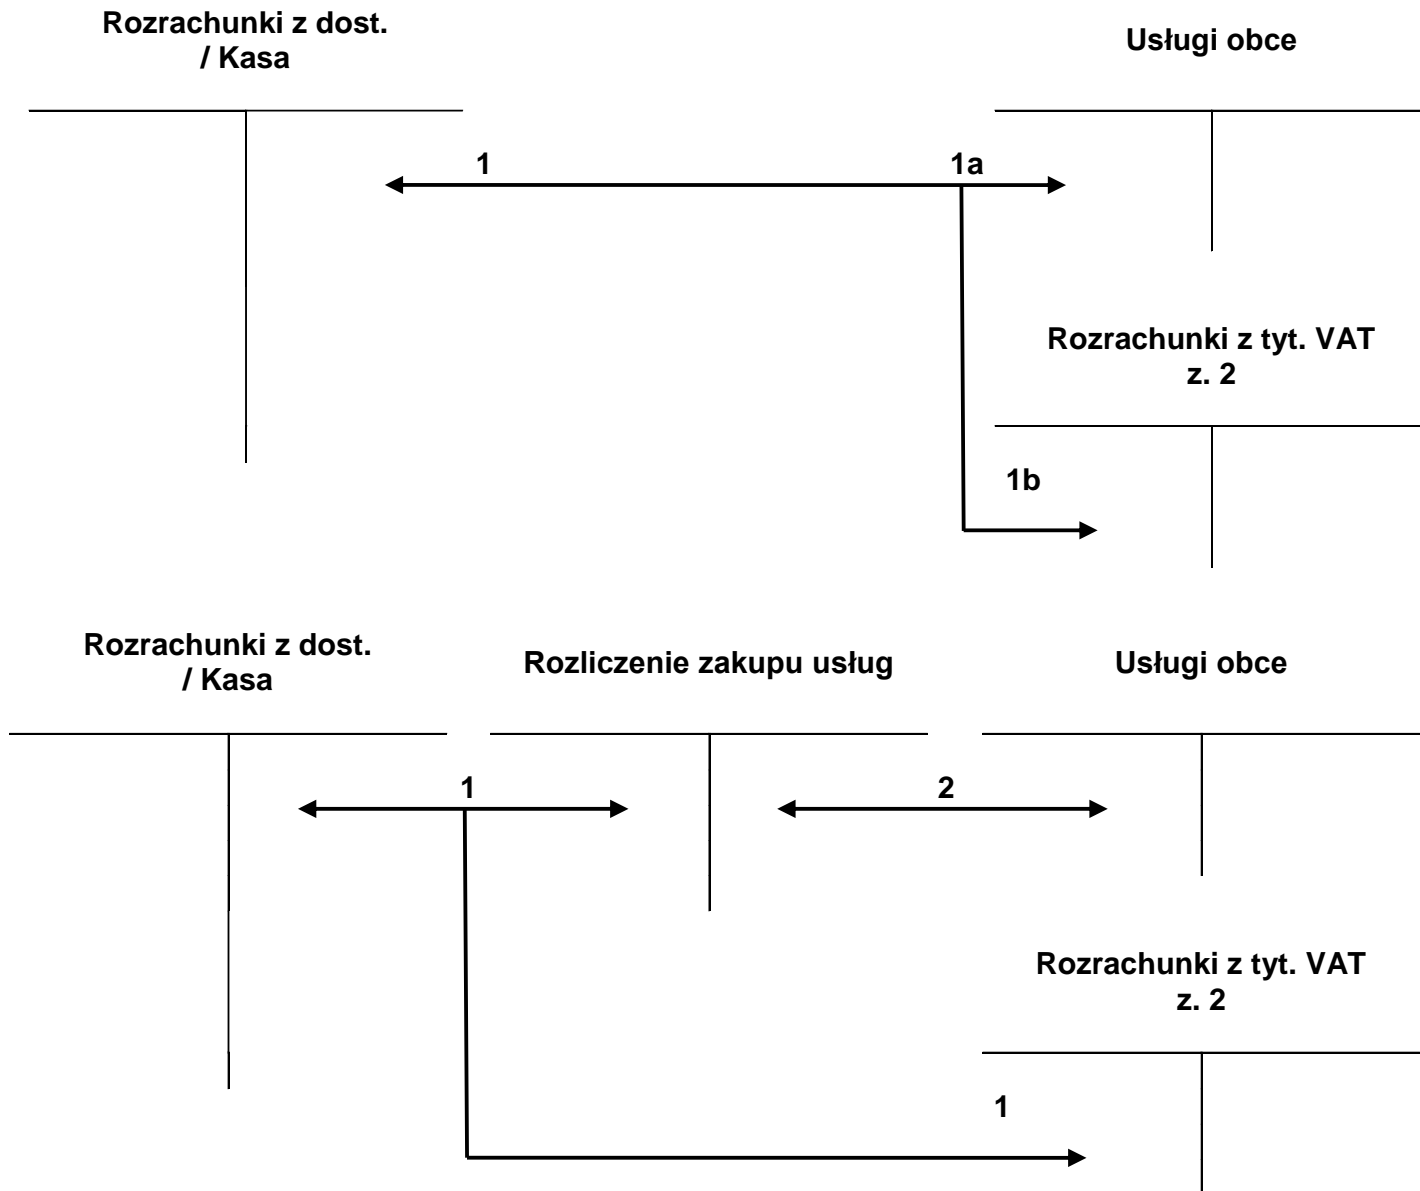 Rozrachunki z dost.
/ Kasa
Usługi obce
1
1a
Rozrachunki z tyt. VAT
z. 2
1b
Rozrachunki z dost.
/ Kasa
Rozliczenie zakupu usług
Usługi obce
1
2
Rozrachunki z tyt. VAT
z. 2
1